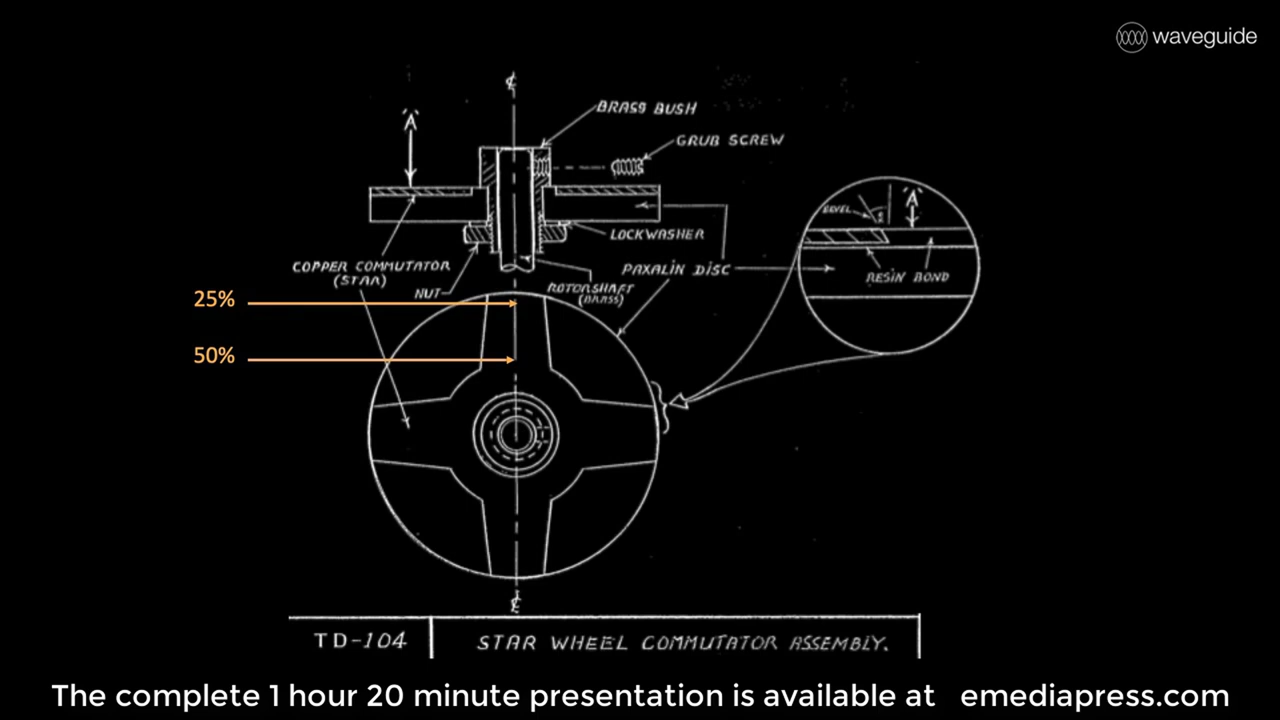 waveguide
℄
BRASS BUSH
"A"
GRUB SCREW
BEVEL
"A"
LOCKWASHER
COPPER COMMUTATOR
(STAR)
PAXALIN DISC
RESIN BOND
NUT
ROTORSHAFT
(BRASS)
25%
50%
℄
TD-104
STAR WHEEL COMMUTATOR ASSEMBLY.
The complete 1 hour 20 minute presentation is available at emediapress.com